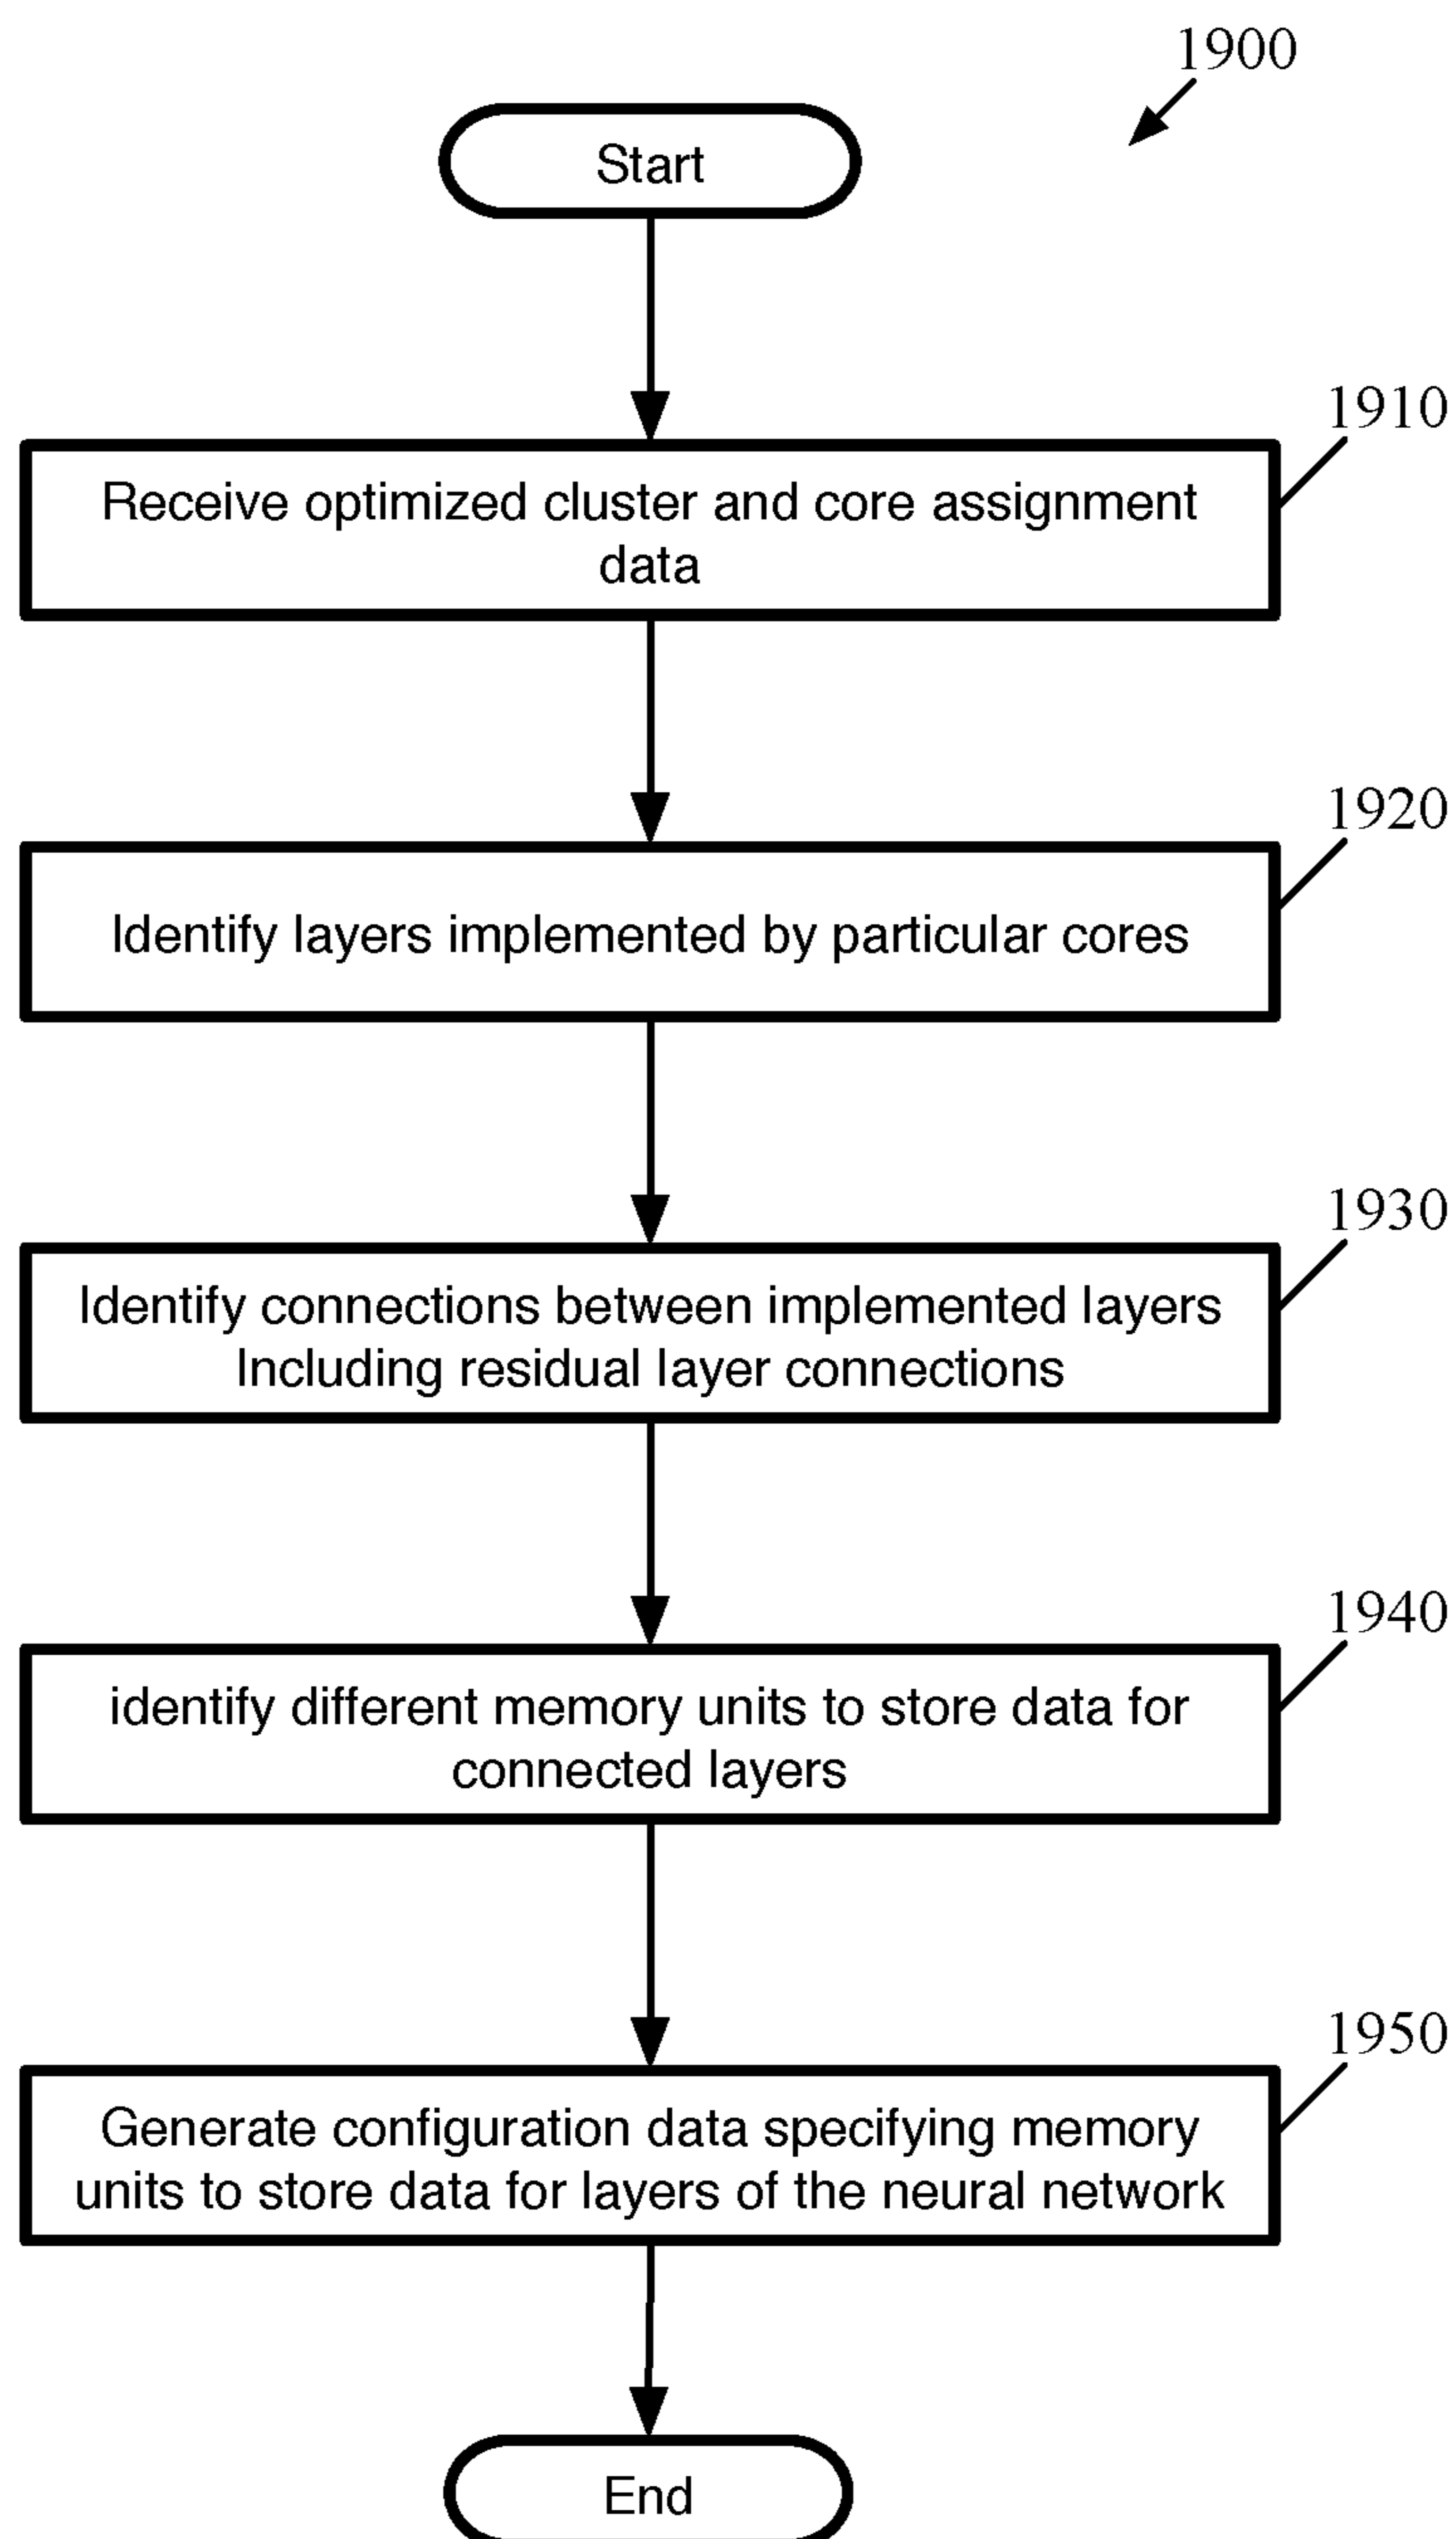 1900
Start
1910
Receive optimized cluster and core assignment
data
1920
Identify layers implemented by particular cores
1930
Identify connections between implemented layers
Including residual layer connections
1940
identify different memory units to store data for
connected layers
1950
Generate configuration data specifying memory
units to store data for layers of the neural network
End